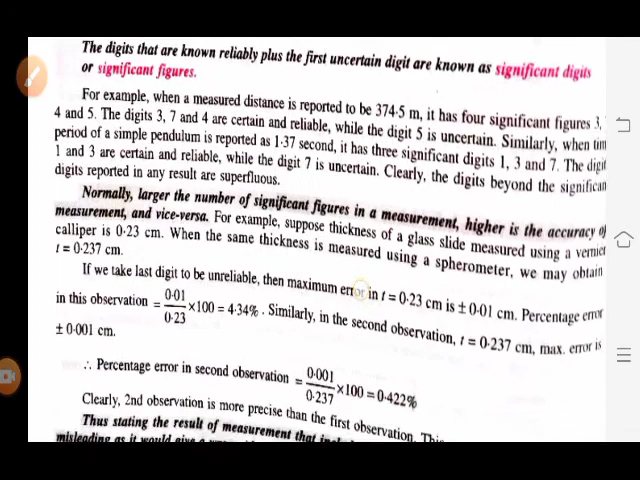 The digits that are known reliably plus the first uncertain digit are known as significant digits
or significant figures.
For example, when a measured distance is reported to be 374·5 m, it has four significant figures 3,
4 and 5. The digits 3, 7 and 4 are certain and reliable, while the digit 5 is uncertain. Similarly, when tim
period of a simple pendulum is reported as 1·37 second, it has three significant digits 1, 3 and 7. The digit
1 and 3 are certain and reliable, while the digit 7 is uncertain. Clearly, the digits beyond the significan
digits reported in any result are superfluous.
Normally, larger the number of significant figures in a measurement, higher is the accuracy of
measurement, and vice-versa. For example, suppose thickness of a glass slide measured using a vernier
calliper is 0·23 cm. When the same thickness is measured using a spherometer, we may obtain
t = 0·237 cm.
If we take last digit to be unreliable, then maximum error in t = 0·23 cm is ± 0·01 cm. Percentage error
in this observation = 0·01/0·23 ×100 = 4·34%. Similarly, in the second observation, t = 0·237 cm, max. error is
± 0·001 cm.
∴ Percentage error in second observation = 0·001/0·237 ×100 = 0·422%
Clearly, 2nd observation is more precise than the first observation. This
Thus stating the result of measurement that
misleading as it would give a